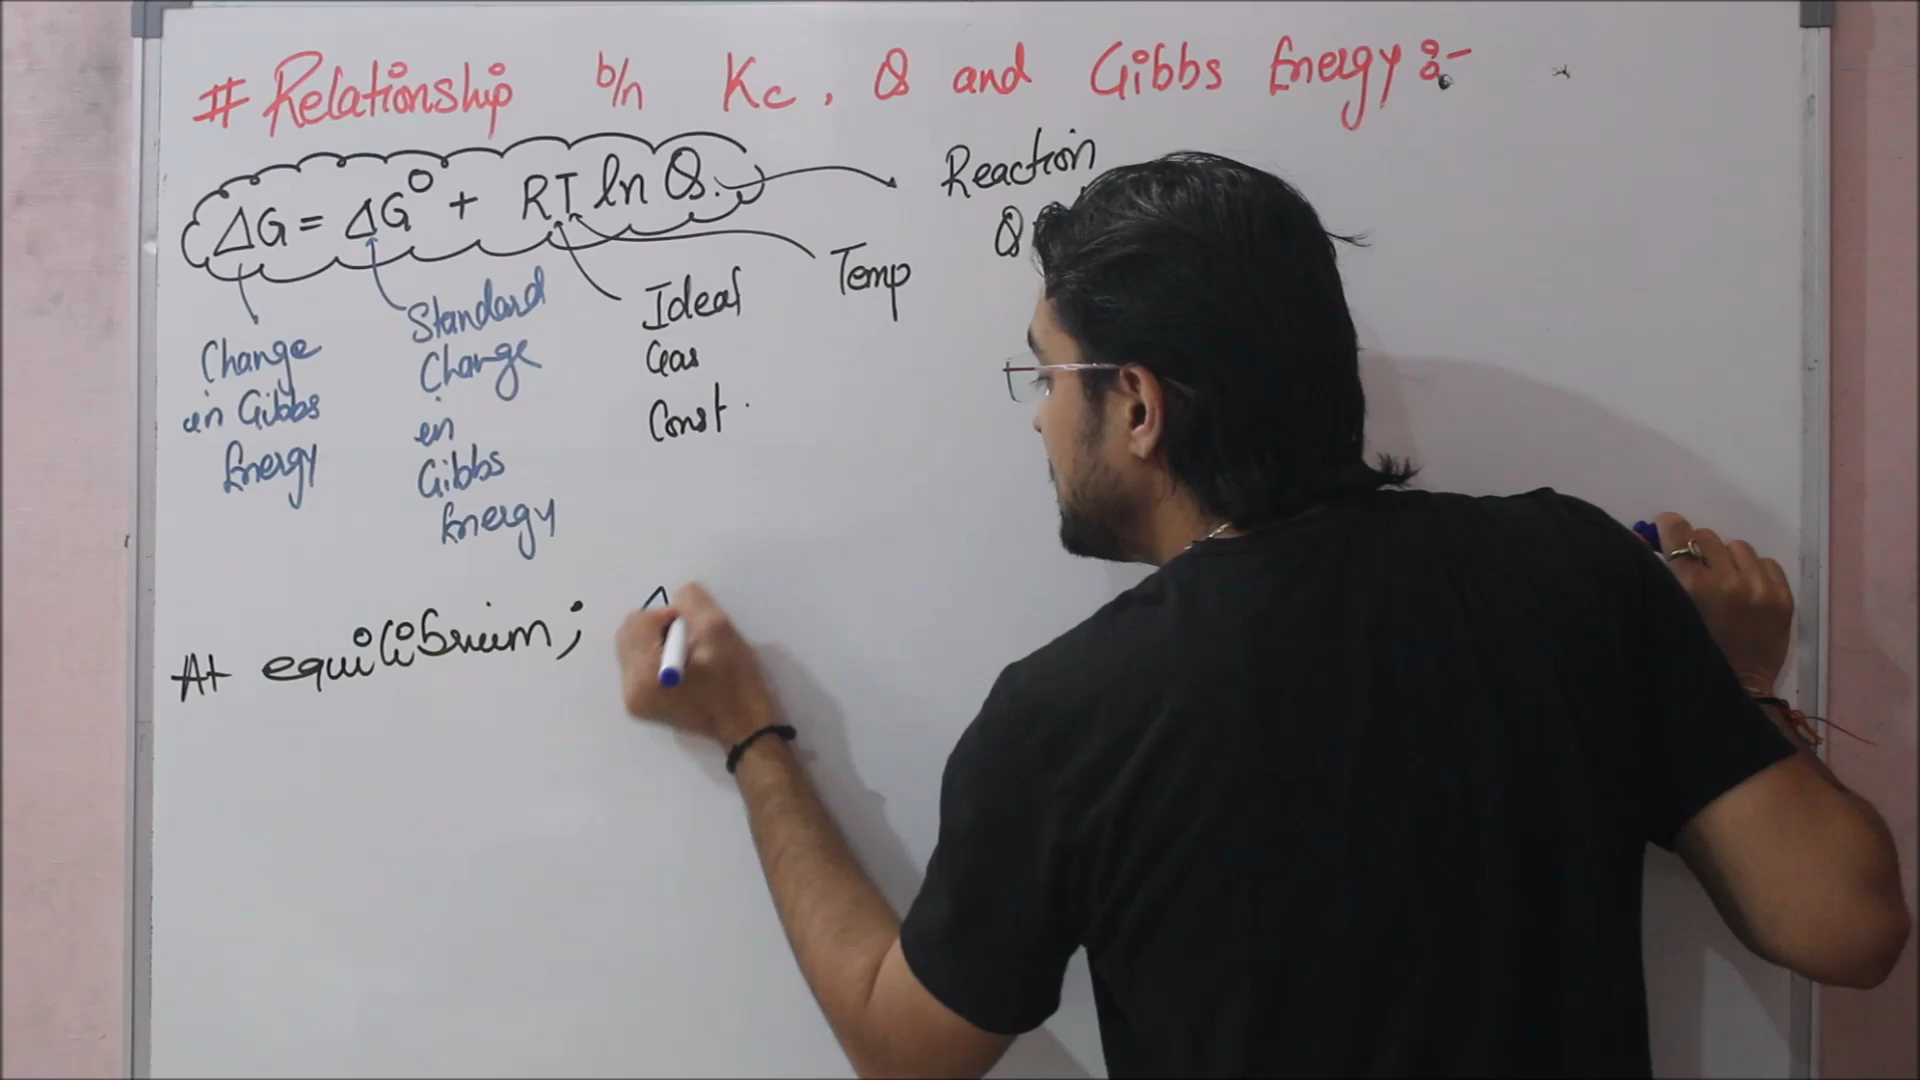 # Relationship b/n Kc, Q and Gibbs Energy :-
ΔG = ΔG° + RT ln Q.
Reaction
Q
Temp
Ideal
Gas
Const.
Standard
Change
in
Gibbs
Energy
Change
in Gibbs
Energy
At equilibrium; Δ